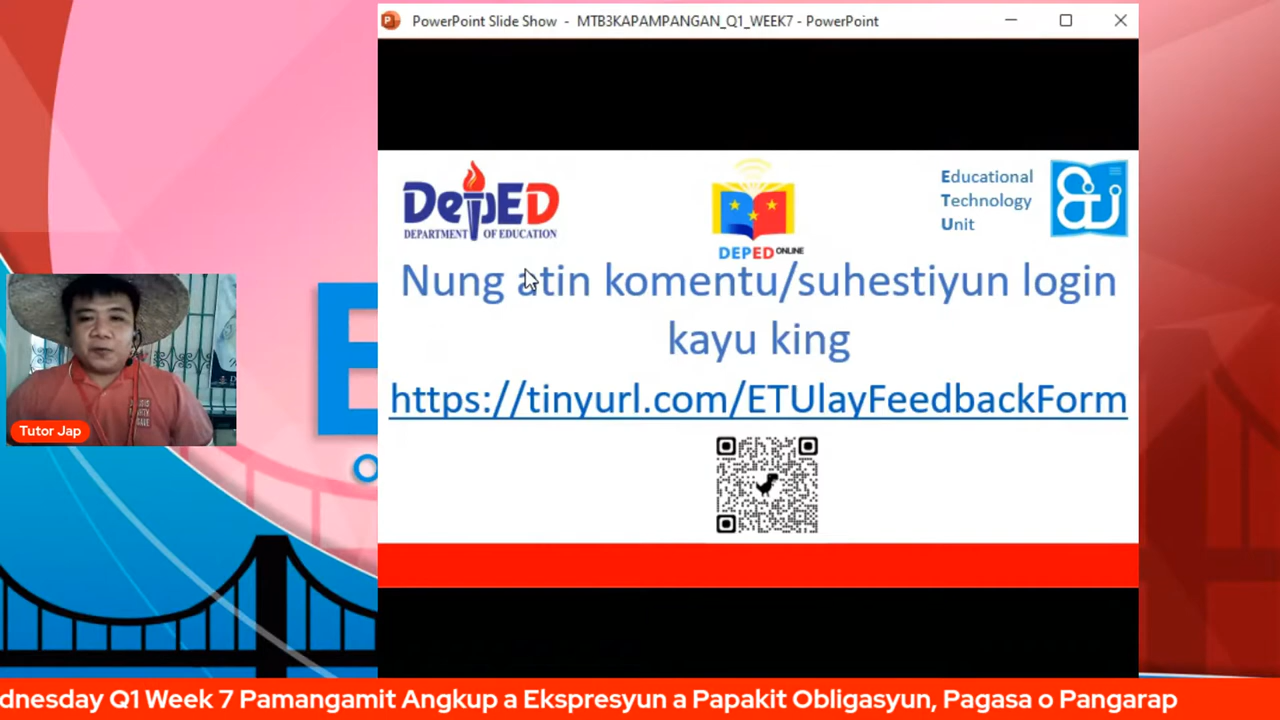 PowerPoint Slide Show - MTB3KAPAMPANGAN_Q1_WEEK7 - PowerPoint
DepED
DEPARTMENT OF EDUCATION
DEPED ONLINE
Educational
Technology
Unit
Nung atin komentu/suhestiyun login
kayu king
https://tinyurl.com/ETUlayFeedbackForm
Tutor Jap
Q1 Week 7 Pamangamit Angkup a Ekspresyun a Papakit Obligasyun, Pagasa o Pangarap